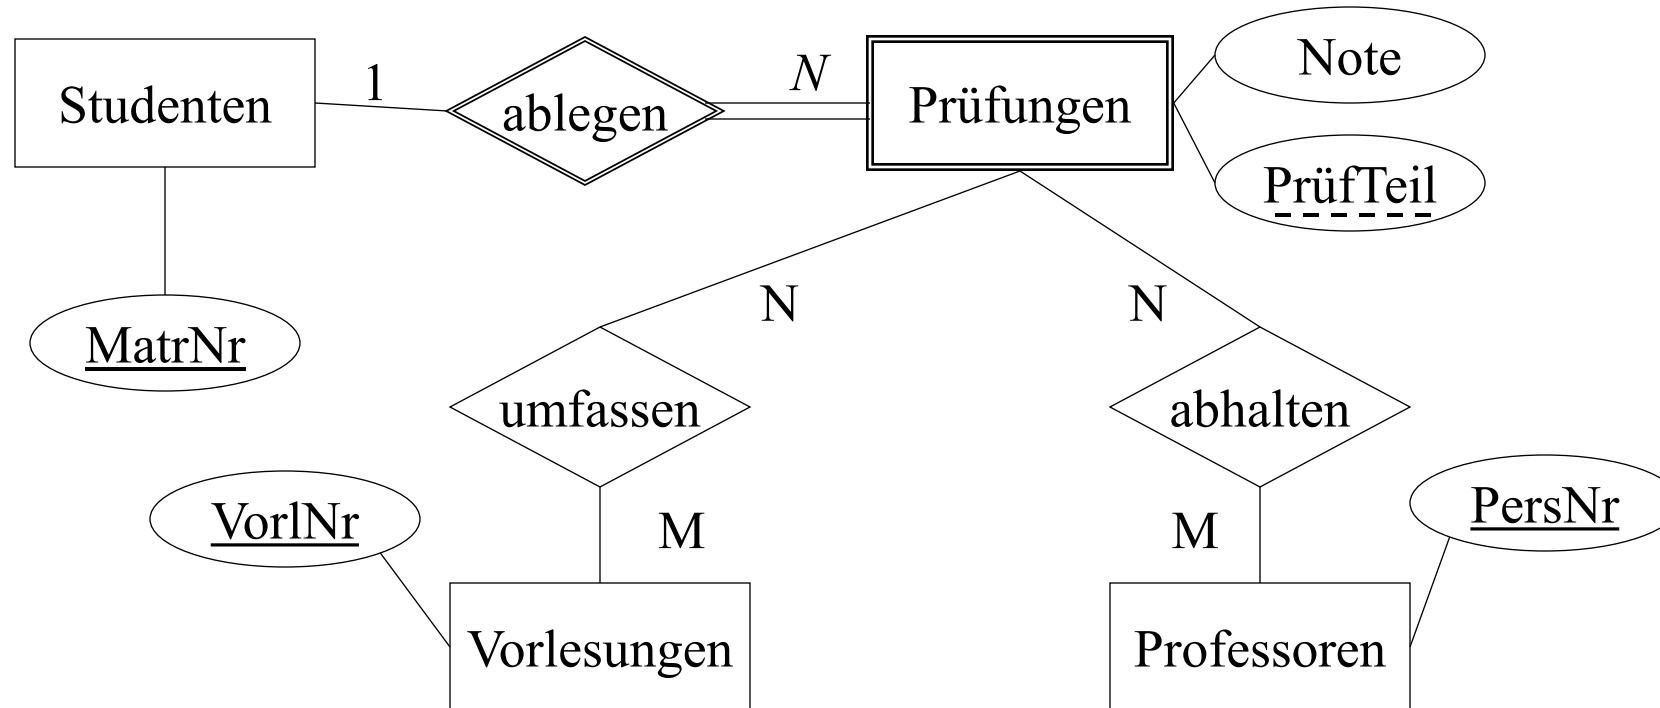 Studenten
1
ablegen
N
Prüfungen
Note
PrüfTeil
MatrNr
N
N
umfassen
abhalten
VorlNr
M
M
PersNr
Vorlesungen
Professoren